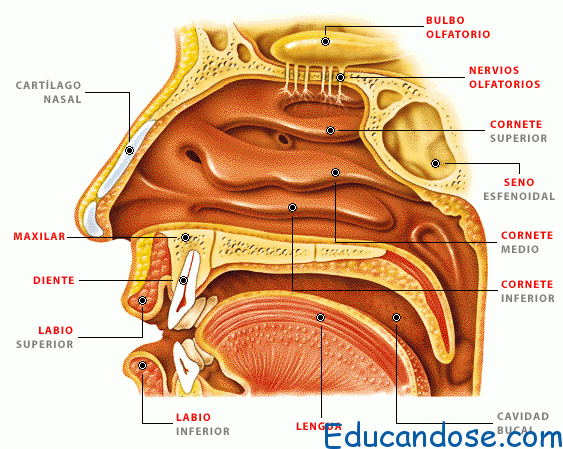 BULBO
OLFATORIO
NERVIOS
OLFATORIOS
CARTÍLAGO
NASAL
CORNETE
SUPERIOR
SENO
ESFENOIDAL
MAXILAR
CORNETE
MEDIO
DIENTE
CORNETE
INFERIOR
LABIO
SUPERIOR
LABIO
INFERIOR
LENGUA
CAVIDAD
BUCAL
Educandose.com